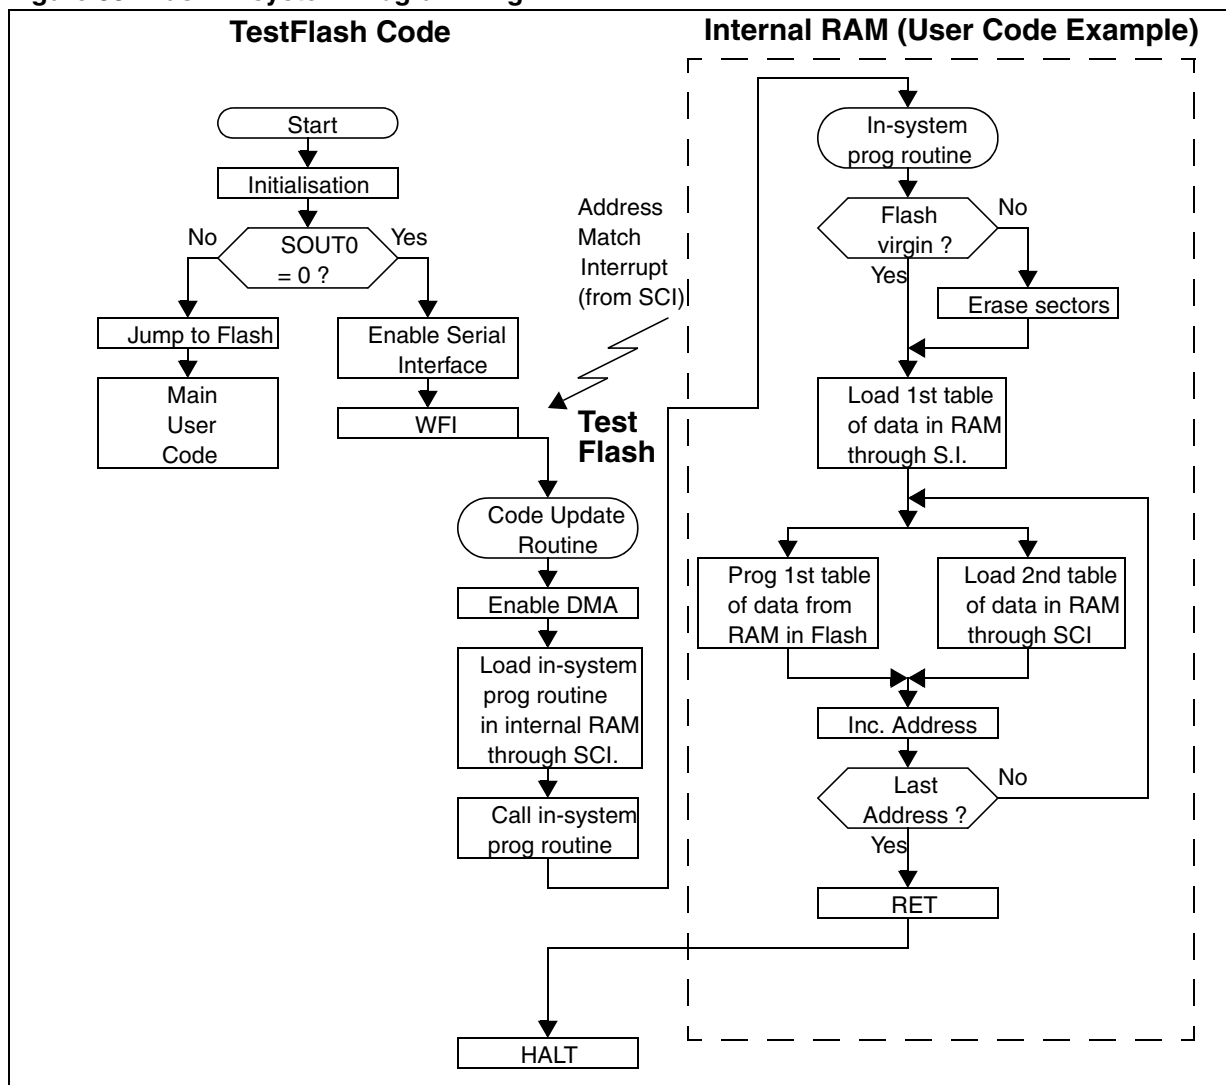 TestFlash Code
Internal RAM (User Code Example)
Start
Initialisation
No
SOUT0
= 0 ?
Yes
Jump to Flash
Main
User
Code
Enable Serial
Interface
WFI
Address
Match
Interrupt
(from SCI)
Test
Flash
Code Update
Routine
Enable DMA
Load in-system
prog routine
in internal RAM
through SCI.
Call in-system
prog routine
HALT
In-system
prog routine
Flash
virgin ?
No
Yes
Erase sectors
Load 1st table
of data in RAM
through S.I.
Prog 1st table
of data from
RAM in Flash
Load 2nd table
of data in RAM
through SCI
Inc. Address
Last
Address ?
No
Yes
RET